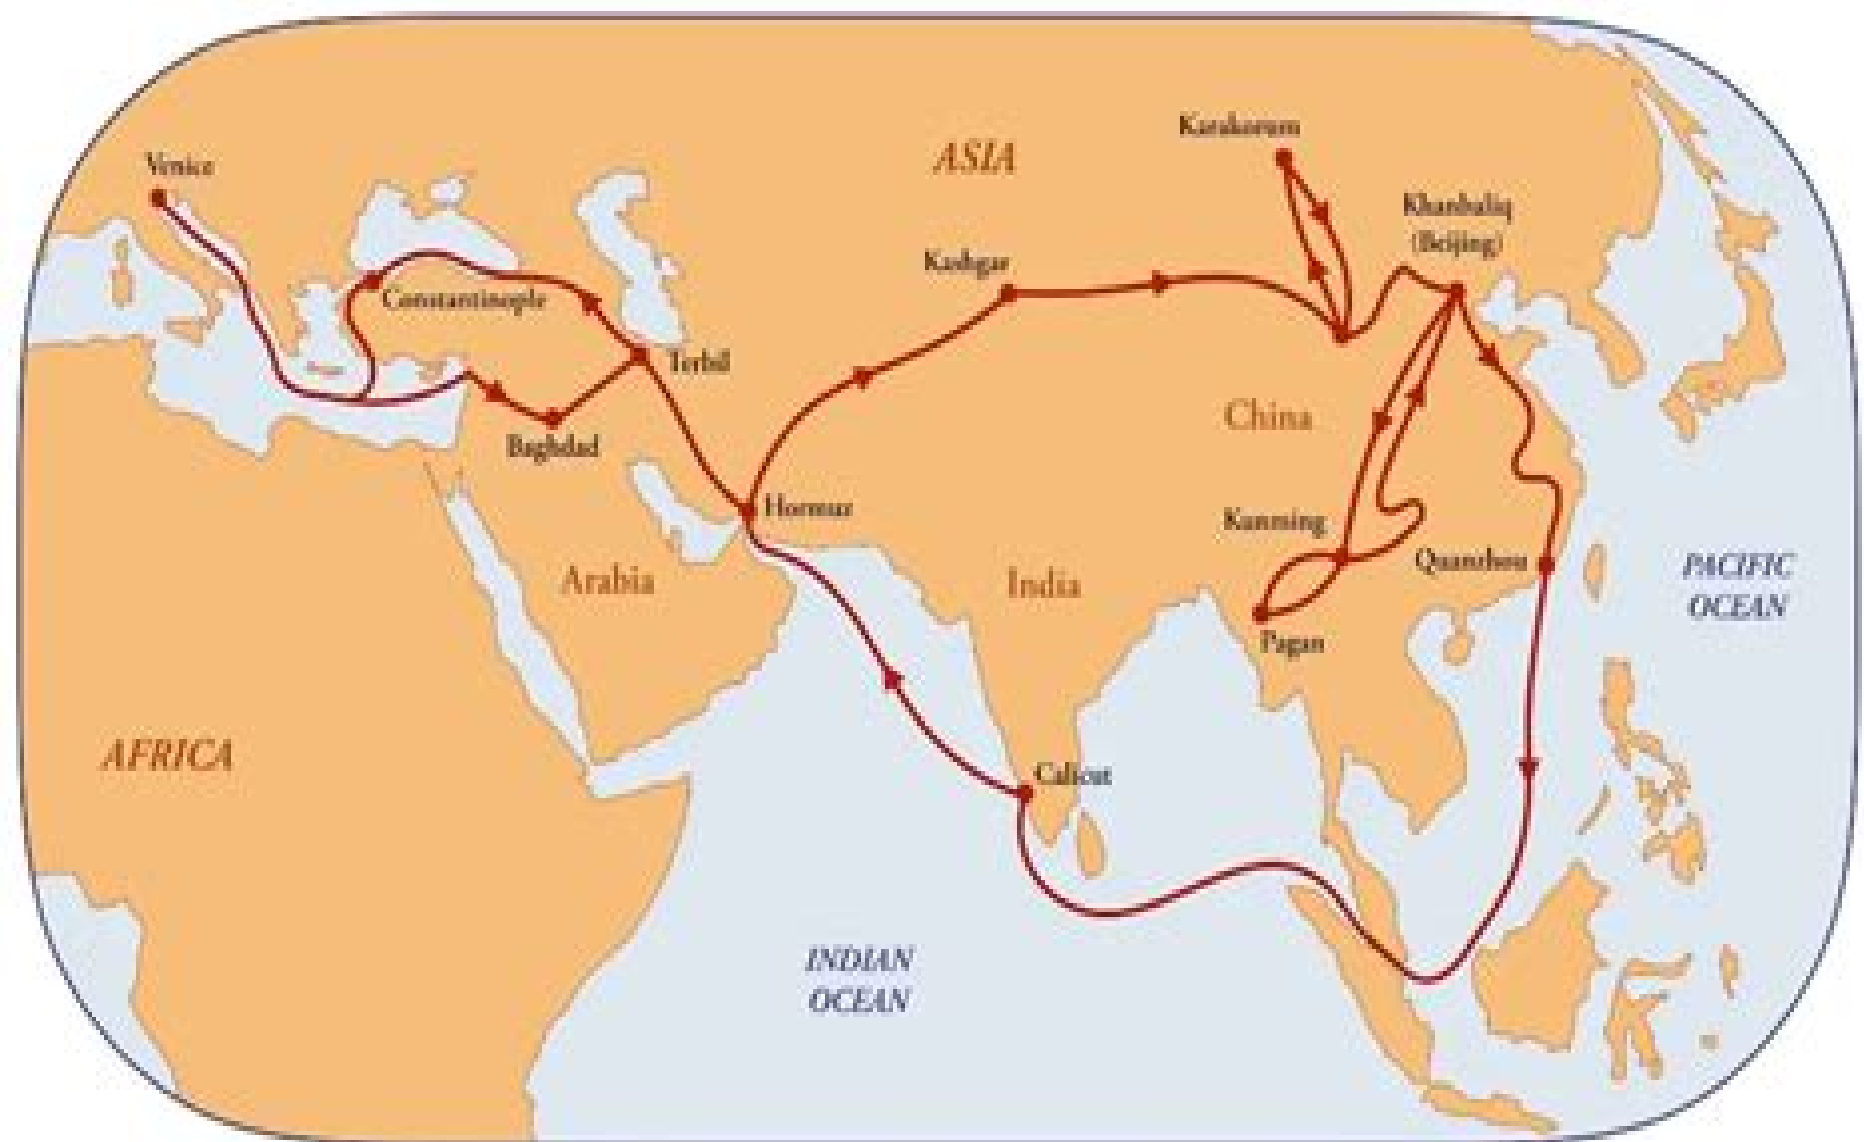 Venice
ASIA
Karakorum
Khanbaliq
(Beijing)
Kashgar
Constantinople
Terbil
China
Baghdad
Hormuz
Kunming
Quanzhou
Arabia
India
PACIFIC
OCEAN
Pagan
AFRICA
Calicut
INDIAN
OCEAN